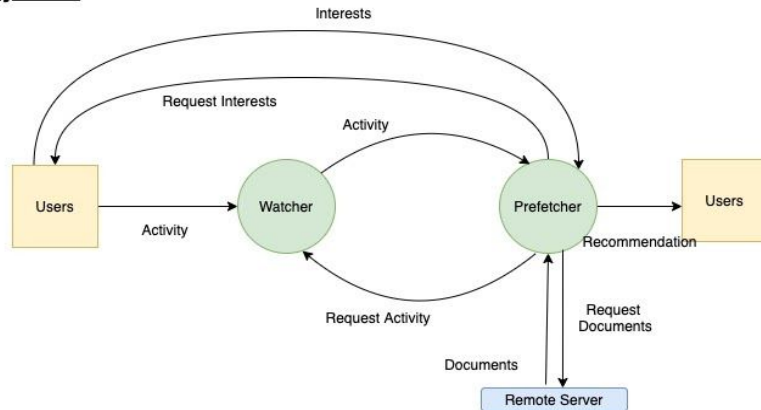 Interests
Request Interests
Activity
Users
Watcher
Prefetcher
Users
Activity
Recommendation
Request Activity
Request
Documents
Documents
Remote Server